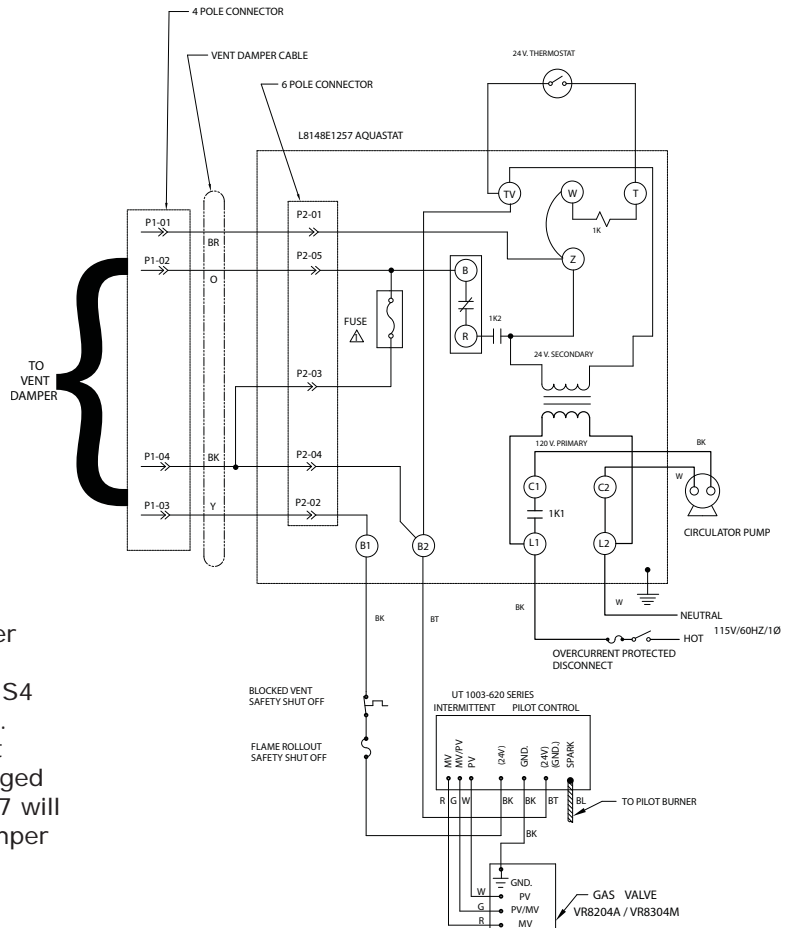 4 POLE CONNECTOR
VENT DAMPER CABLE
6 POLE CONNECTOR
24 V. THERMOSTAT
L8148E1257 AQUASTAT
TV
W
T
1K
Z
P1-01
BR
P2-01
P1-02
O
P2-05
B
R
1K2
FUSE
1
24 V. SECONDARY
P2-03
TO
VENT
DAMPER
120 V. PRIMARY
BK
W
P1-04
BK
P2-04
C1
C2
1K1
CIRCULATOR PUMP
P1-03
Y
P2-02
B1
B2
L1
L2
BK
W
NEUTRAL
HOT
115V/60HZ/1Ø
OVERCURRENT PROTECTED
DISCONNECT
BK
BT
er
S4
.
t
ged
7 will
mper
BLOCKED VENT
SAFETY SHUT OFF
FLAME ROLLOUT
SAFETY SHUT OFF
UT 1003-620 SERIES
INTERMITTENT PILOT CONTROL
MV
MV/PV
PV
(24V)
GND.
(24V)
(GND.)
SPARK
R G W BK BK BT BL
TO PILOT BURNER
BK
GND.
W PV
G PV/MV
R MV
GAS VALVE
VR8204A / VR8304M